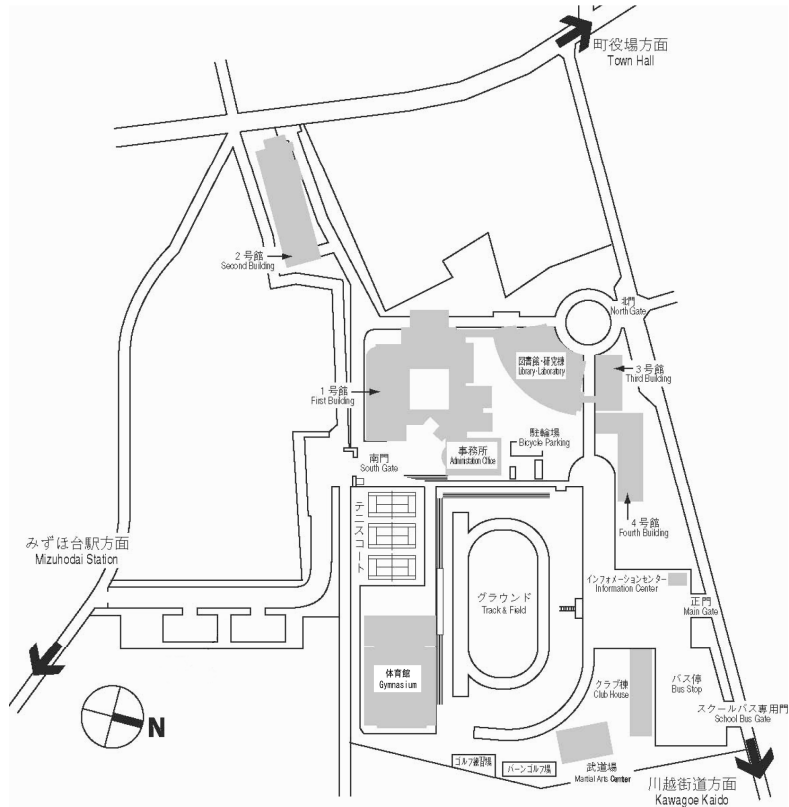 町役場方面
Town Hall
2号館
Second Building
北門
North Gate
図書館・研究棟
Library・Laboratory
3号館
Third Building
1号館
First Building
駐輪場
Bicycle Parking
事務所
Administation Office
南門
South Gate
テニスコート
4号館
Fourth Building
みずほ台駅方面
Mizuhodai Station
インフォメーションセンター
Information Center
グラウンド
Track & Field
正門
Main Gate
体育館
Gymnasium
クラブ棟
Club House
バス停
Bus Stop
スクールバス専用門
School Bus Gate
N
ゴルフ練習場
バーンゴルフ場
武道場
Martial Arts Center
川越街道方面
Kawagoe Kaido